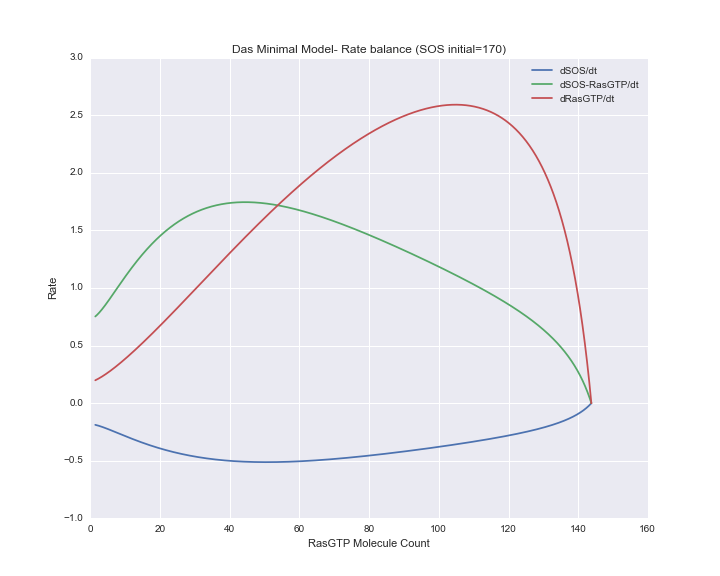 Das Minimal Model- Rate balance (SOS initial=170)
dSOS/dt
dSOS-RasGTP/dt
dRasGTP/dt
3.0
2.5
2.0
1.5
1.0
0.5
0.0
−0.5
−1.0
Rate
0 20 40 60 80 100 120 140 160
RasGTP Molecule Count